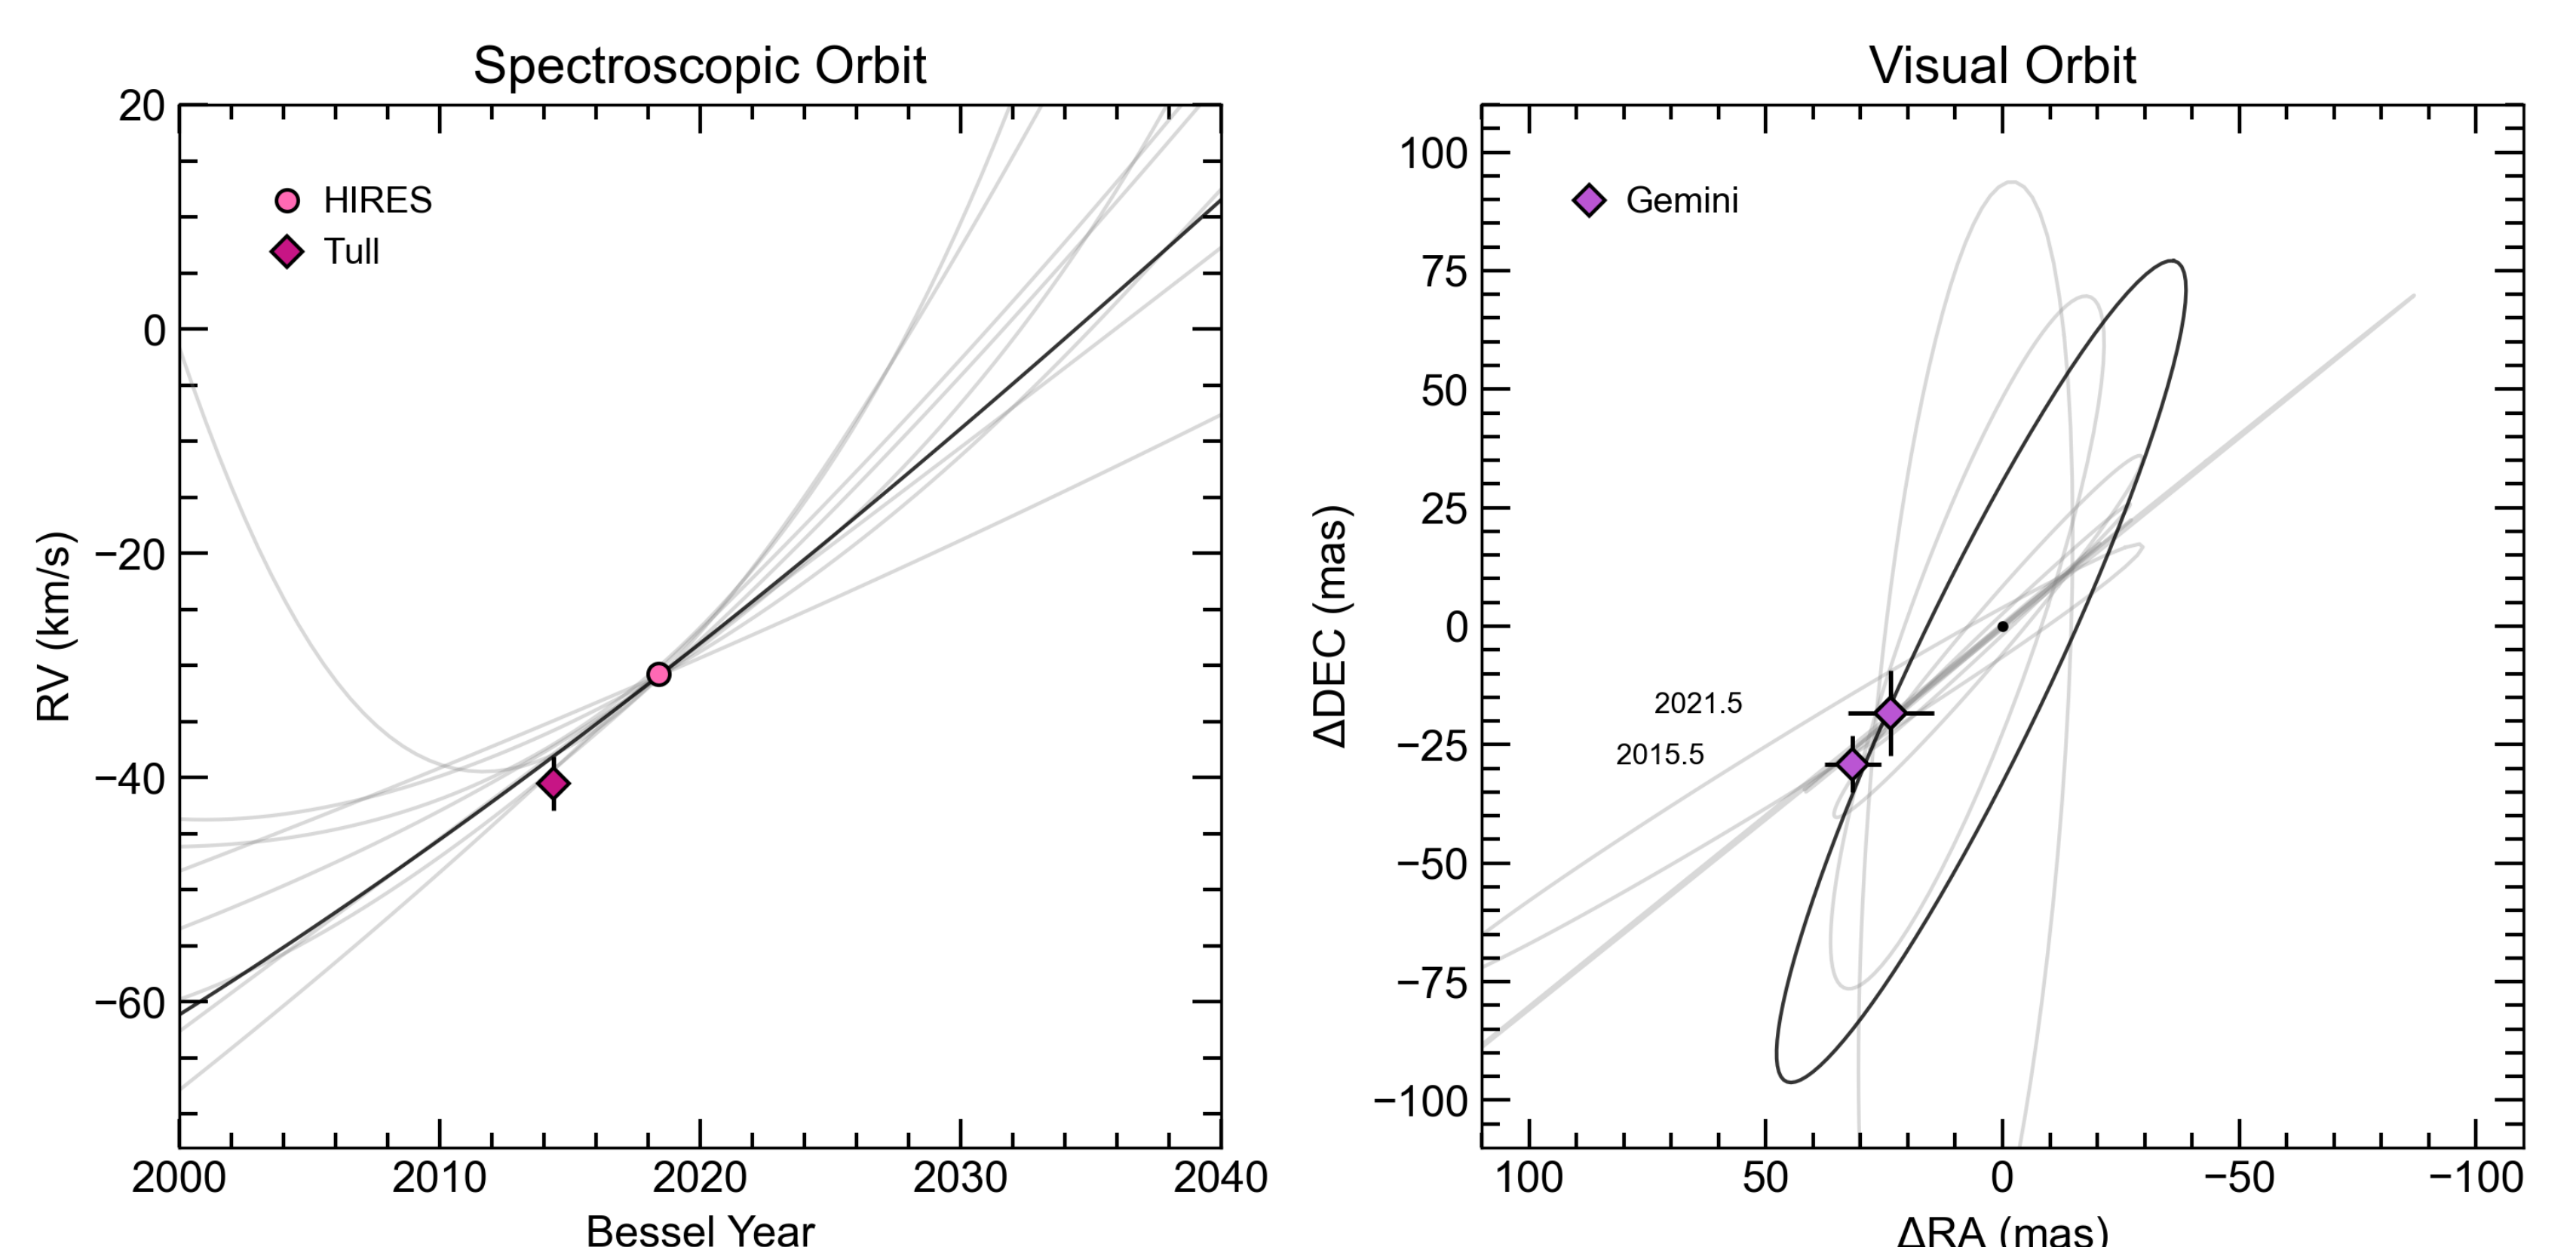 Spectroscopic Orbit
20
0
−20
−40
−60
RV (km/s)
HIRES
Tull
2000
2010
2020
2030
2040
Bessel Year
Visual Orbit
100
75
50
25
0
−25
−50
−75
−100
ΔDEC (mas)
Gemini
2021.5
2015.5
100
50
0
−50
−100
ΔRA (mas)